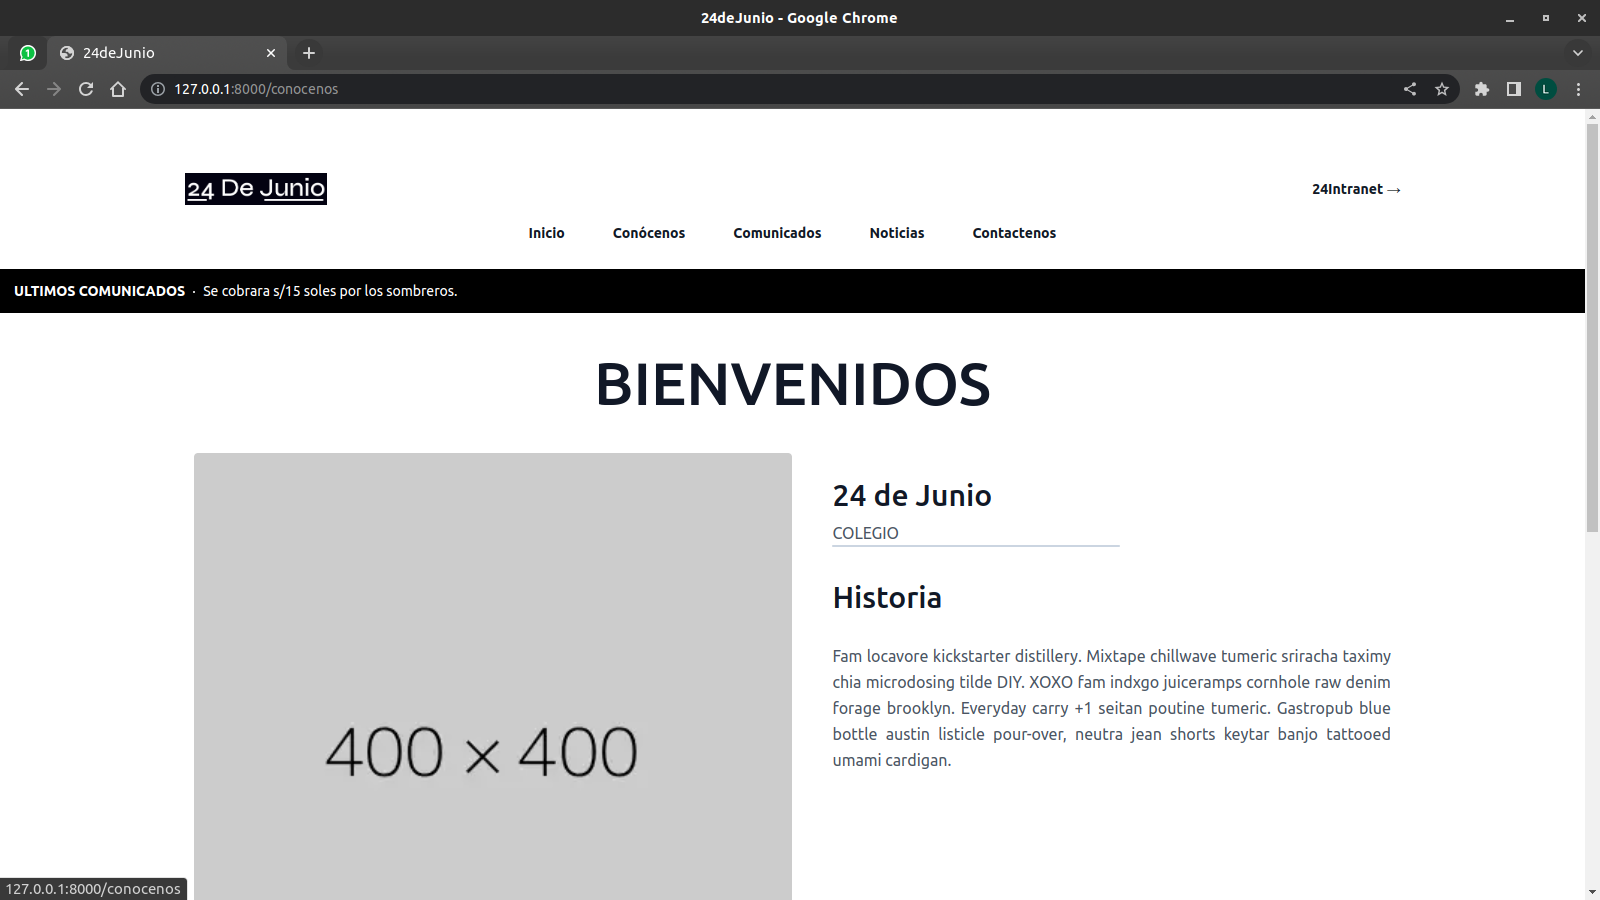 24deJunio - Google Chrome
1
24deJunio
127.0.0.1:8000/conocenos
L
24 De Junio
24Intranet →
Inicio Conócenos Comunicados Noticias Contactenos
ULTIMOS COMUNICADOS · Se cobrara s/15 soles por los sombreros.
BIENVENIDOS
400 × 400
24 de Junio
COLEGIO
Historia
Fam locavore kickstarter distillery. Mixtape chillwave tumeric sriracha taximy
chia microdosing tilde DIY. XOXO fam indxgo juiceramps cornhole raw denim
forage brooklyn. Everyday carry +1 seitan poutine tumeric. Gastropub blue
bottle austin listicle pour-over, neutra jean shorts keytar banjo tattooed
umami cardigan.
127.0.0.1:8000/conocenos